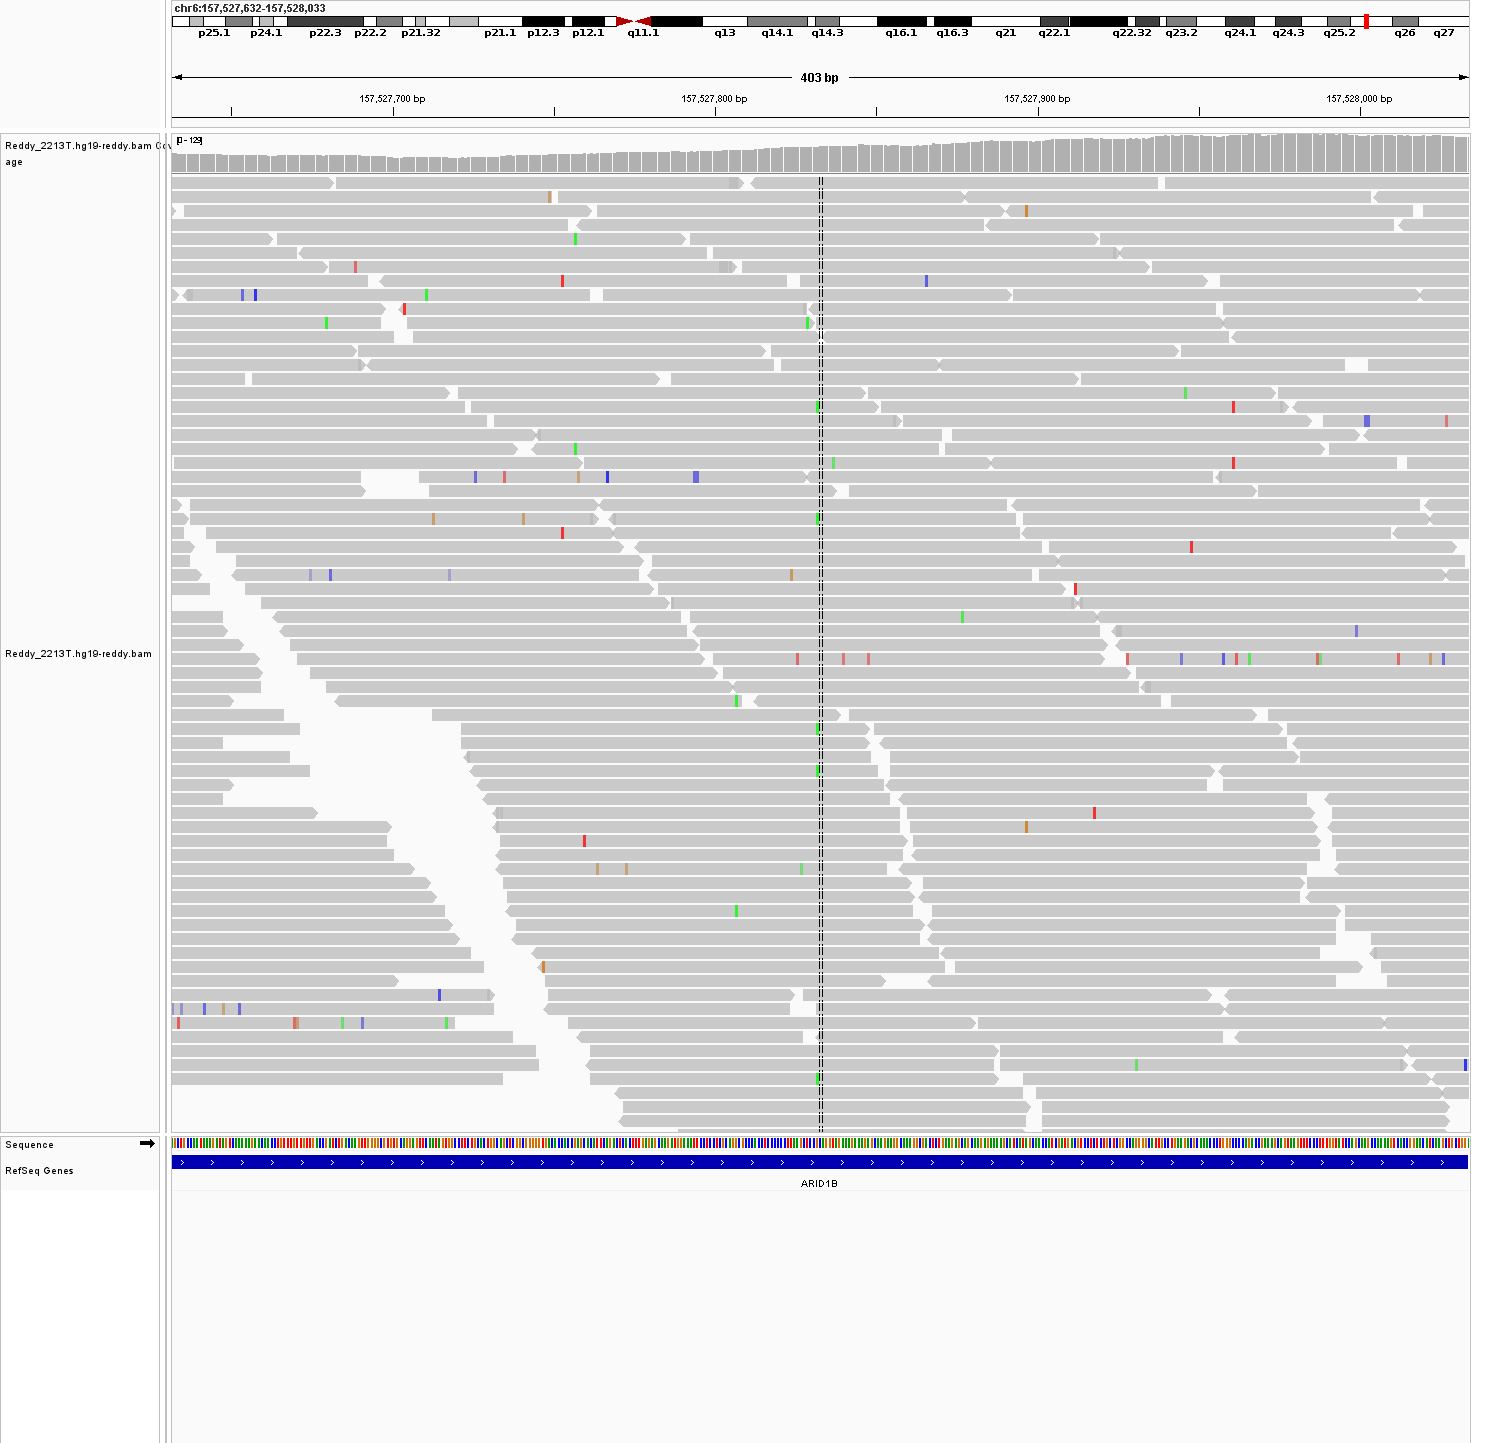 chr6:157,527,632-157,528,033
p25.1 p24.1 p22.3 p22.2 p21.32 p21.1 p12.3 p12.1 q11.1 q13 q14.1 q14.3 q16.1 q16.3 q21 q22.1 q22.32 q23.2 q24.1 q24.3 q25.2 q26 q27
403 bp
157,527,700 bp 157,527,800 bp 157,527,900 bp 157,528,000 bp
[0 - 129]
Reddy_2213T.hg19-reddy.bam Cov
age
Reddy_2213T.hg19-reddy.bam
Sequence
RefSeq Genes
ARID1B